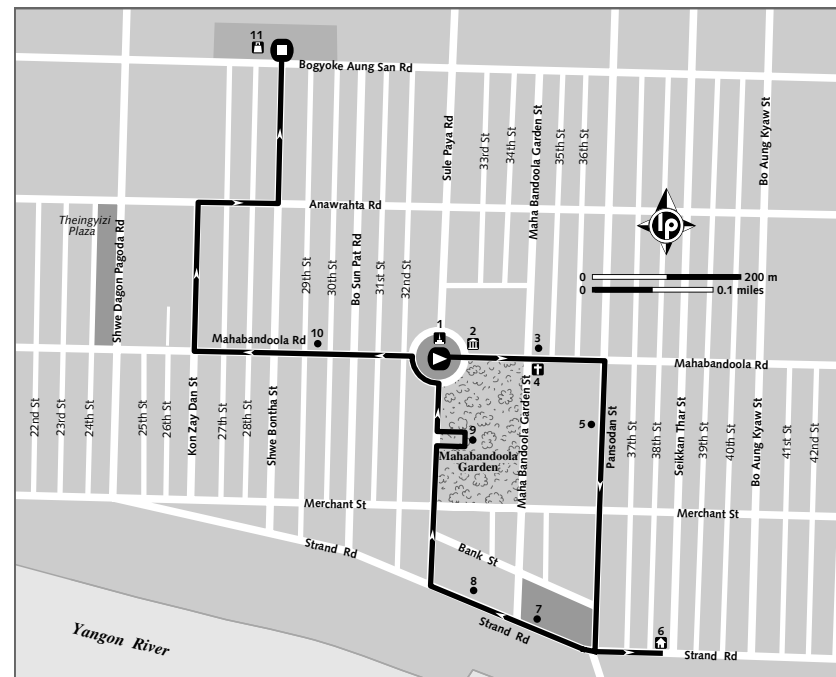 11
Bogyoke Aung San Rd
Sule Paya Rd
33rd St
34th St
Maha Bandoola Garden St
35th St
36th St
Bo Aung Kyaw St
Theingyizi
Plaza
Shwe Dagon Pagoda Rd
Anawrahta Rd
lp
29th St
30th St
Bo Sun Pat Rd
31st St
32nd St
0 200 m
0 0.1 miles
Mahabandoola Rd
10
1
2
3
4
Mahabandoola Rd
22nd St
23rd St
24th St
25th St
26th St
Kon Zay Dan St
27th St
28th St
Shwe Bontha St
9
Mahabandoola
Garden
Maha Bandoola Garden St
5
Pansodan St
37th St
38th St
Seikkan Thar St
39th St
40th St
Bo Aung Kyaw St
41st St
42nd St
Merchant St
Merchant St
Strand Rd
Bank St
8
7
Strand Rd
6
Strand Rd
Yangon River